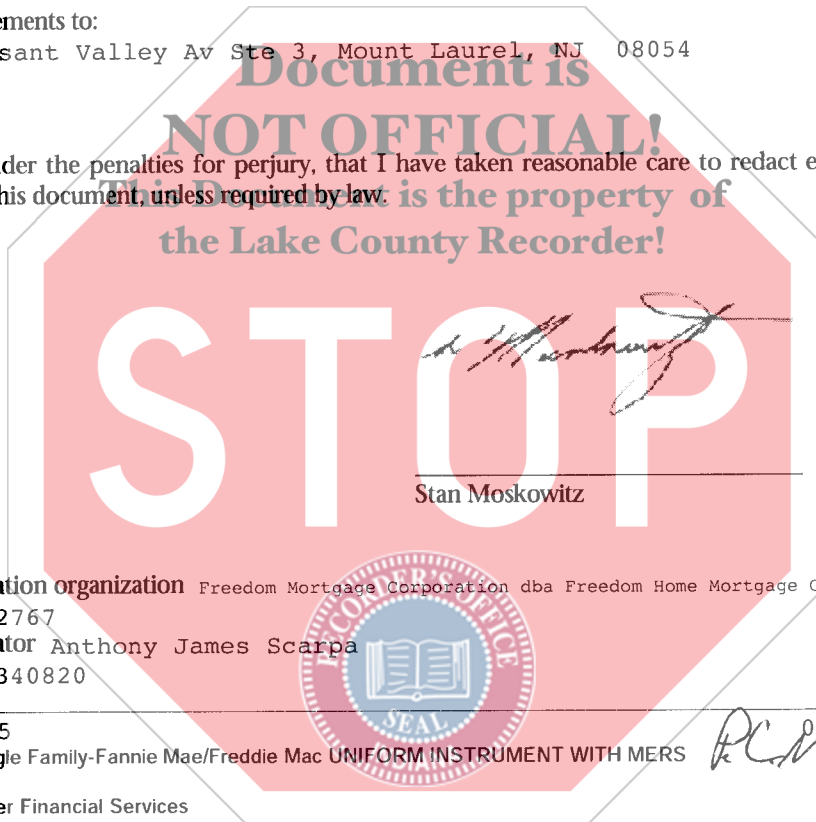 ements to:
sant Valley Av Ste 3, Mount Laurel, NJ 08054
Document is
NOT OFFICIAL!
der the penalties for perjury, that I have taken reasonable care to redact e
his document, unless required by law.
This Document is the property of
the Lake County Recorder!
STOP
Stan Moskowitz
ation organization Freedom Mortgage Corporation dba Freedom Home Mortgage C
2767
ator Anthony James Scarpa
340820
RECORDER'S OFFICE
SEAL
INDIANA
5
gle Family-Fannie Mae/Freddie Mac UNIFORM INSTRUMENT WITH MERS
er Financial Services